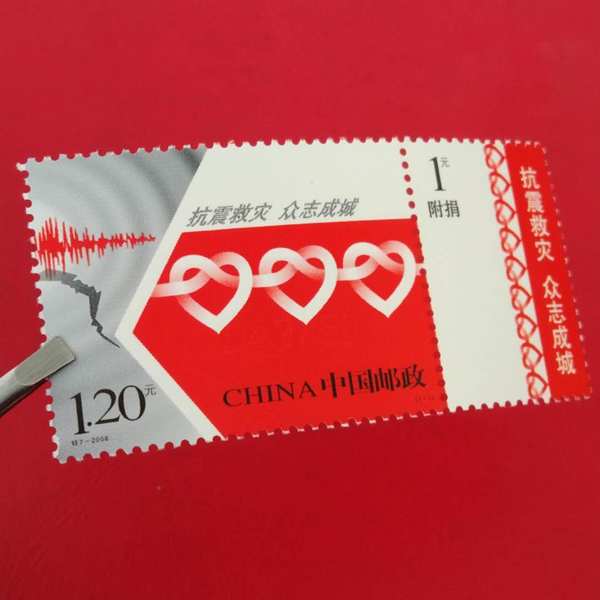 抗震救灾 众志成城
CHINA 中国邮政
1.20元
特7-2008
1元
附捐
抗震救灾 众志成城